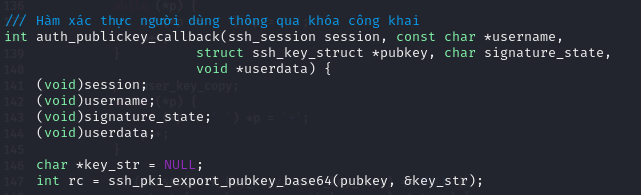 /// Hàm xác thực người dùng thông qua khóa công khai
int auth_publickey_callback(ssh_session session, const char *username,
struct ssh_key_struct *pubkey, char signature_state,
void *userdata) {
(void)session;
(void)username;
(void)signature_state;
(void)userdata;
char *key_str = NULL;
int rc = ssh_pki_export_pubkey_base64(pubkey, &key_str);